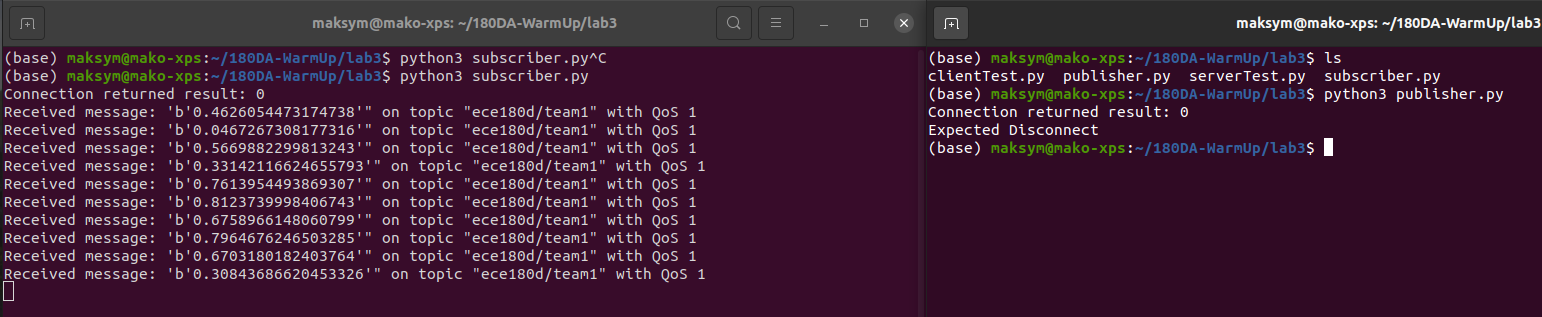 maksym@mako-xps: ~/180DA-WarmUp/lab3
(base) maksym@mako-xps:~/180DA-WarmUp/lab3$ python3 subscriber.py^C
(base) maksym@mako-xps:~/180DA-WarmUp/lab3$ python3 subscriber.py
Connection returned result: 0
Received message: 'b'0.4626054473174738'" on topic "ece180d/team1" with QoS 1
Received message: 'b'0.0467267308177316'" on topic "ece180d/team1" with QoS 1
Received message: 'b'0.5669882299813243'" on topic "ece180d/team1" with QoS 1
Received message: 'b'0.33142116624655793'" on topic "ece180d/team1" with QoS 1
Received message: 'b'0.7613954493869307'" on topic "ece180d/team1" with QoS 1
Received message: 'b'0.8123739998406743'" on topic "ece180d/team1" with QoS 1
Received message: 'b'0.6758966148060799'" on topic "ece180d/team1" with QoS 1
Received message: 'b'0.7964676246503285'" on topic "ece180d/team1" with QoS 1
Received message: 'b'0.6703180182403764'" on topic "ece180d/team1" with QoS 1
Received message: 'b'0.30843686620453326'" on topic "ece180d/team1" with QoS 1
maksym@mako-xps: ~/180DA-WarmUp/lab3
(base) maksym@mako-xps:~/180DA-WarmUp/lab3$ ls
clientTest.py publisher.py serverTest.py subscriber.py
(base) maksym@mako-xps:~/180DA-WarmUp/lab3$ python3 publisher.py
Connection returned result: 0
Expected Disconnect
(base) maksym@mako-xps:~/180DA-WarmUp/lab3$